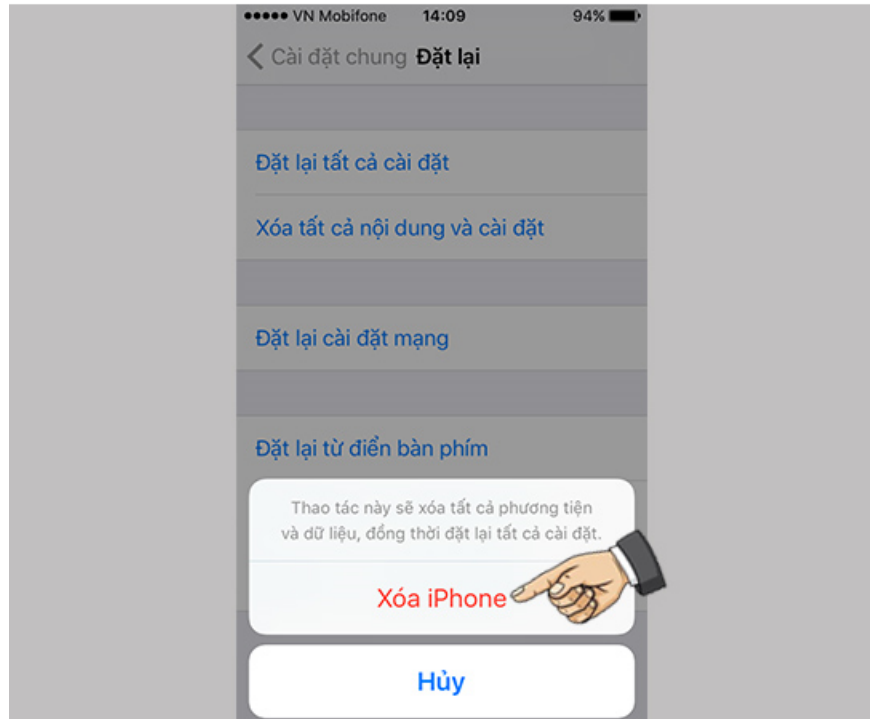 VN Mobifone 14:09 94%
Cài đặt chung Đặt lại
Đặt lại tất cả cài đặt
Xóa tất cả nội dung và cài đặt
Đặt lại cài đặt mạng
Đặt lại từ điển bàn phím
Thao tác này sẽ xóa tất cả phương tiện
và dữ liệu, đồng thời đặt lại tất cả cài đặt.
Xóa iPhone
Hủy